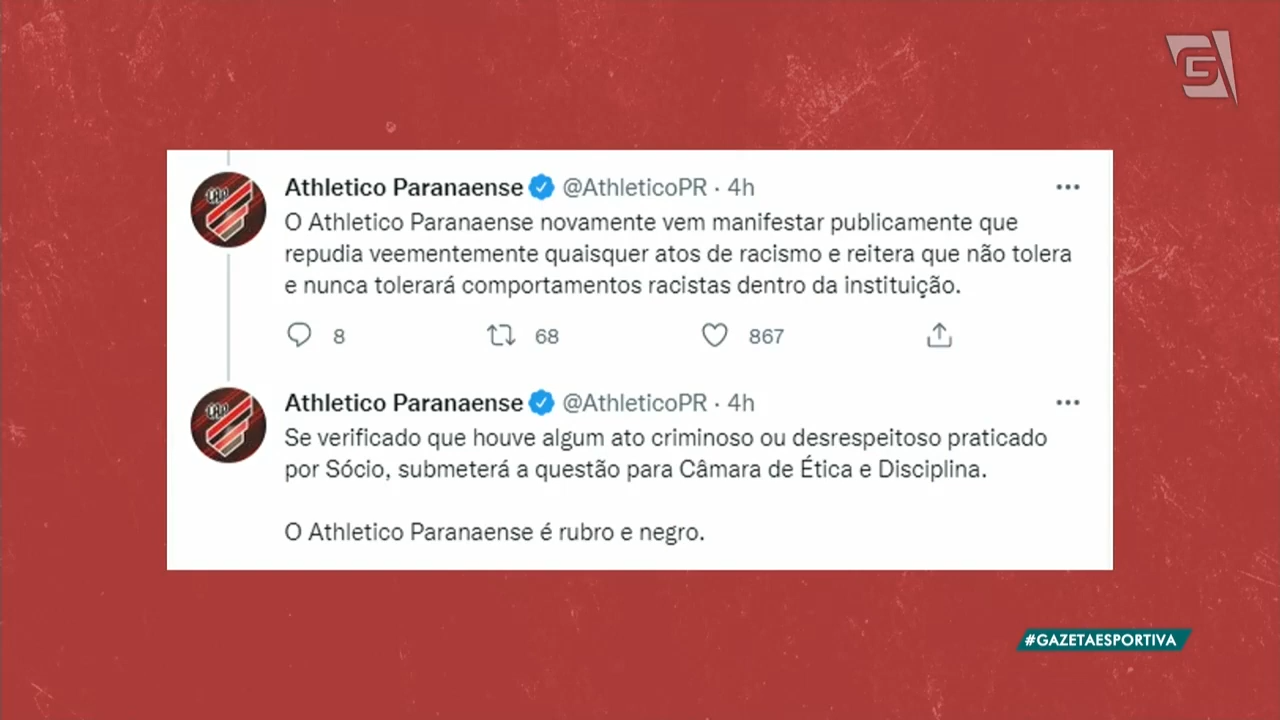 Athletico Paranaense @AthleticoPR · 4h
O Athletico Paranaense novamente vem manifestar publicamente que
repudia veementemente quaisquer atos de racismo e reitera que não tolera
e nunca tolerará comportamentos racistas dentro da instituição.
8 68 867
Athletico Paranaense @AthleticoPR · 4h
Se verificado que houve algum ato criminoso ou desrespeitoso praticado
por Sócio, submeterá a questão para Câmara de Ética e Disciplina.
O Athletico Paranaense é rubro e negro.
#GAZETAESPORTIVA